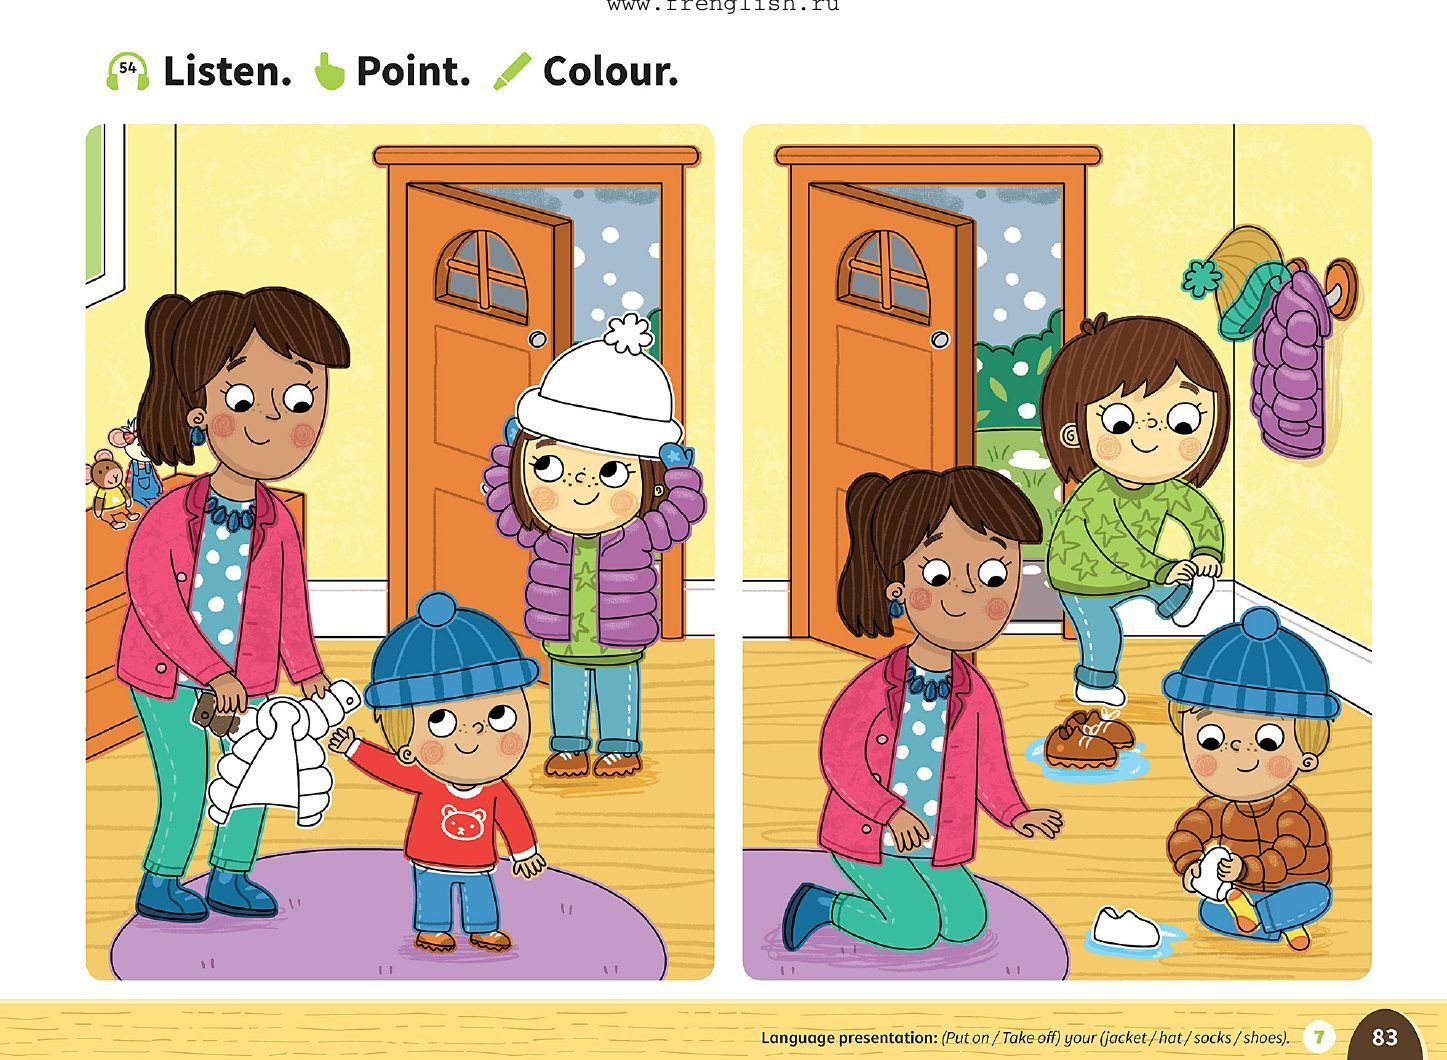 www.frenglish.ru
54 Listen. Point. Colour.
Language presentation: (Put on / Take off) your (jacket / hat / socks / shoes). 7 83